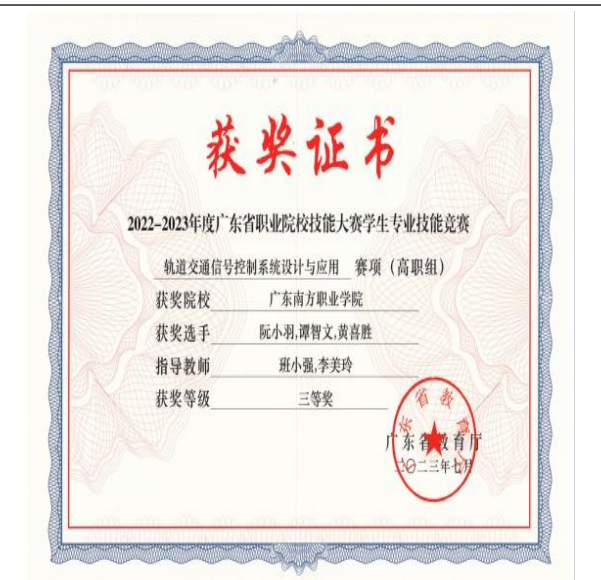 获奖证书
2022-2023年度广东省职业院校技能大赛学生专业技能竞赛
轨道交通信号控制系统设计与应用 赛项（高职组）
获奖院校 广东南方职业学院
获奖选手 阮小羽,谭智文,黄喜胜
指导教师 班小强,李美玲
获奖等级 三等奖
广东省教育厅
二〇二三年七月